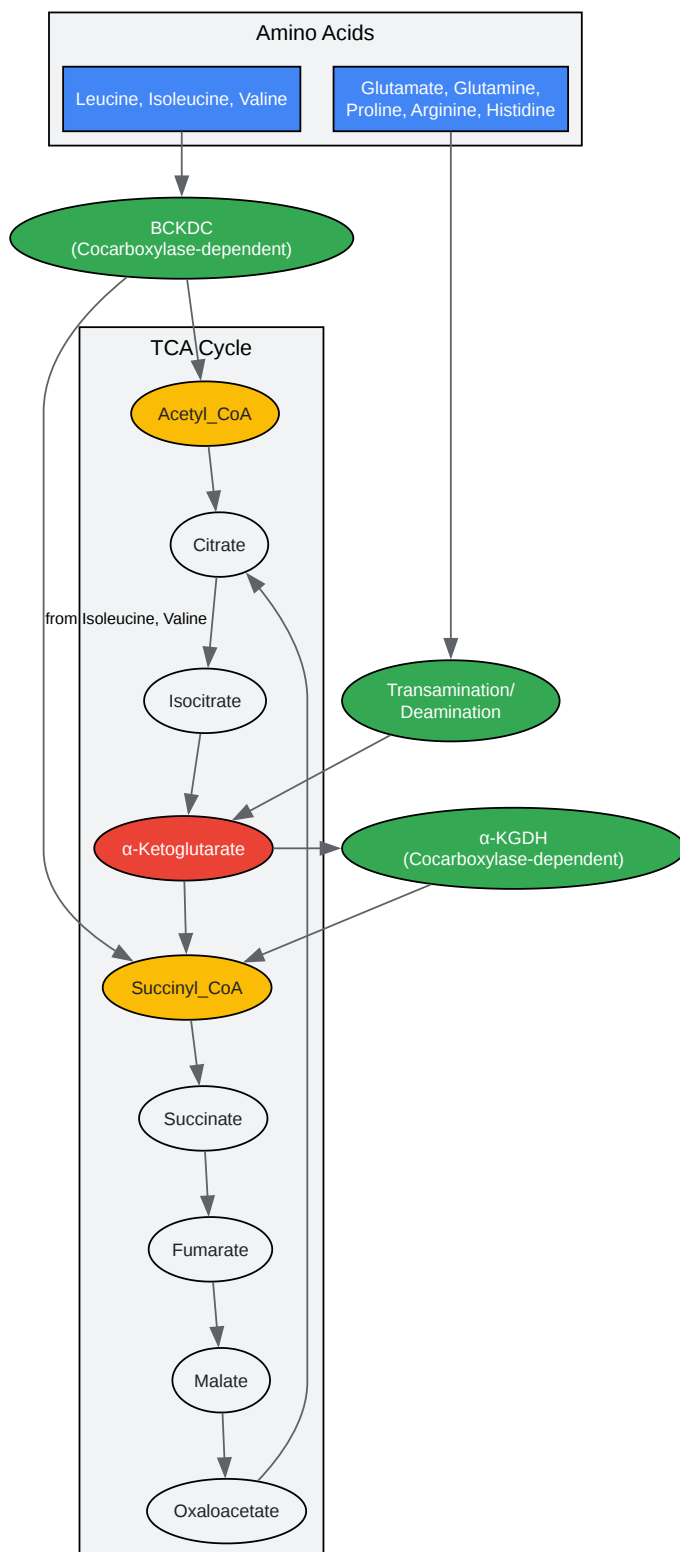 Amino Acids
Leucine, Isoleucine, Valine
Glutamate, Glutamine,
Proline, Arginine, Histidine
BCKDC
(Cocarboxylase-dependent)
TCA Cycle
Acetyl_CoA
Citrate
from Isoleucine, Valine
Isocitrate
Transamination/
Deamination
α-Ketoglutarate
α-KGDH
(Cocarboxylase-dependent)
Succinyl_CoA
Succinate
Fumarate
Malate
Oxaloacetate